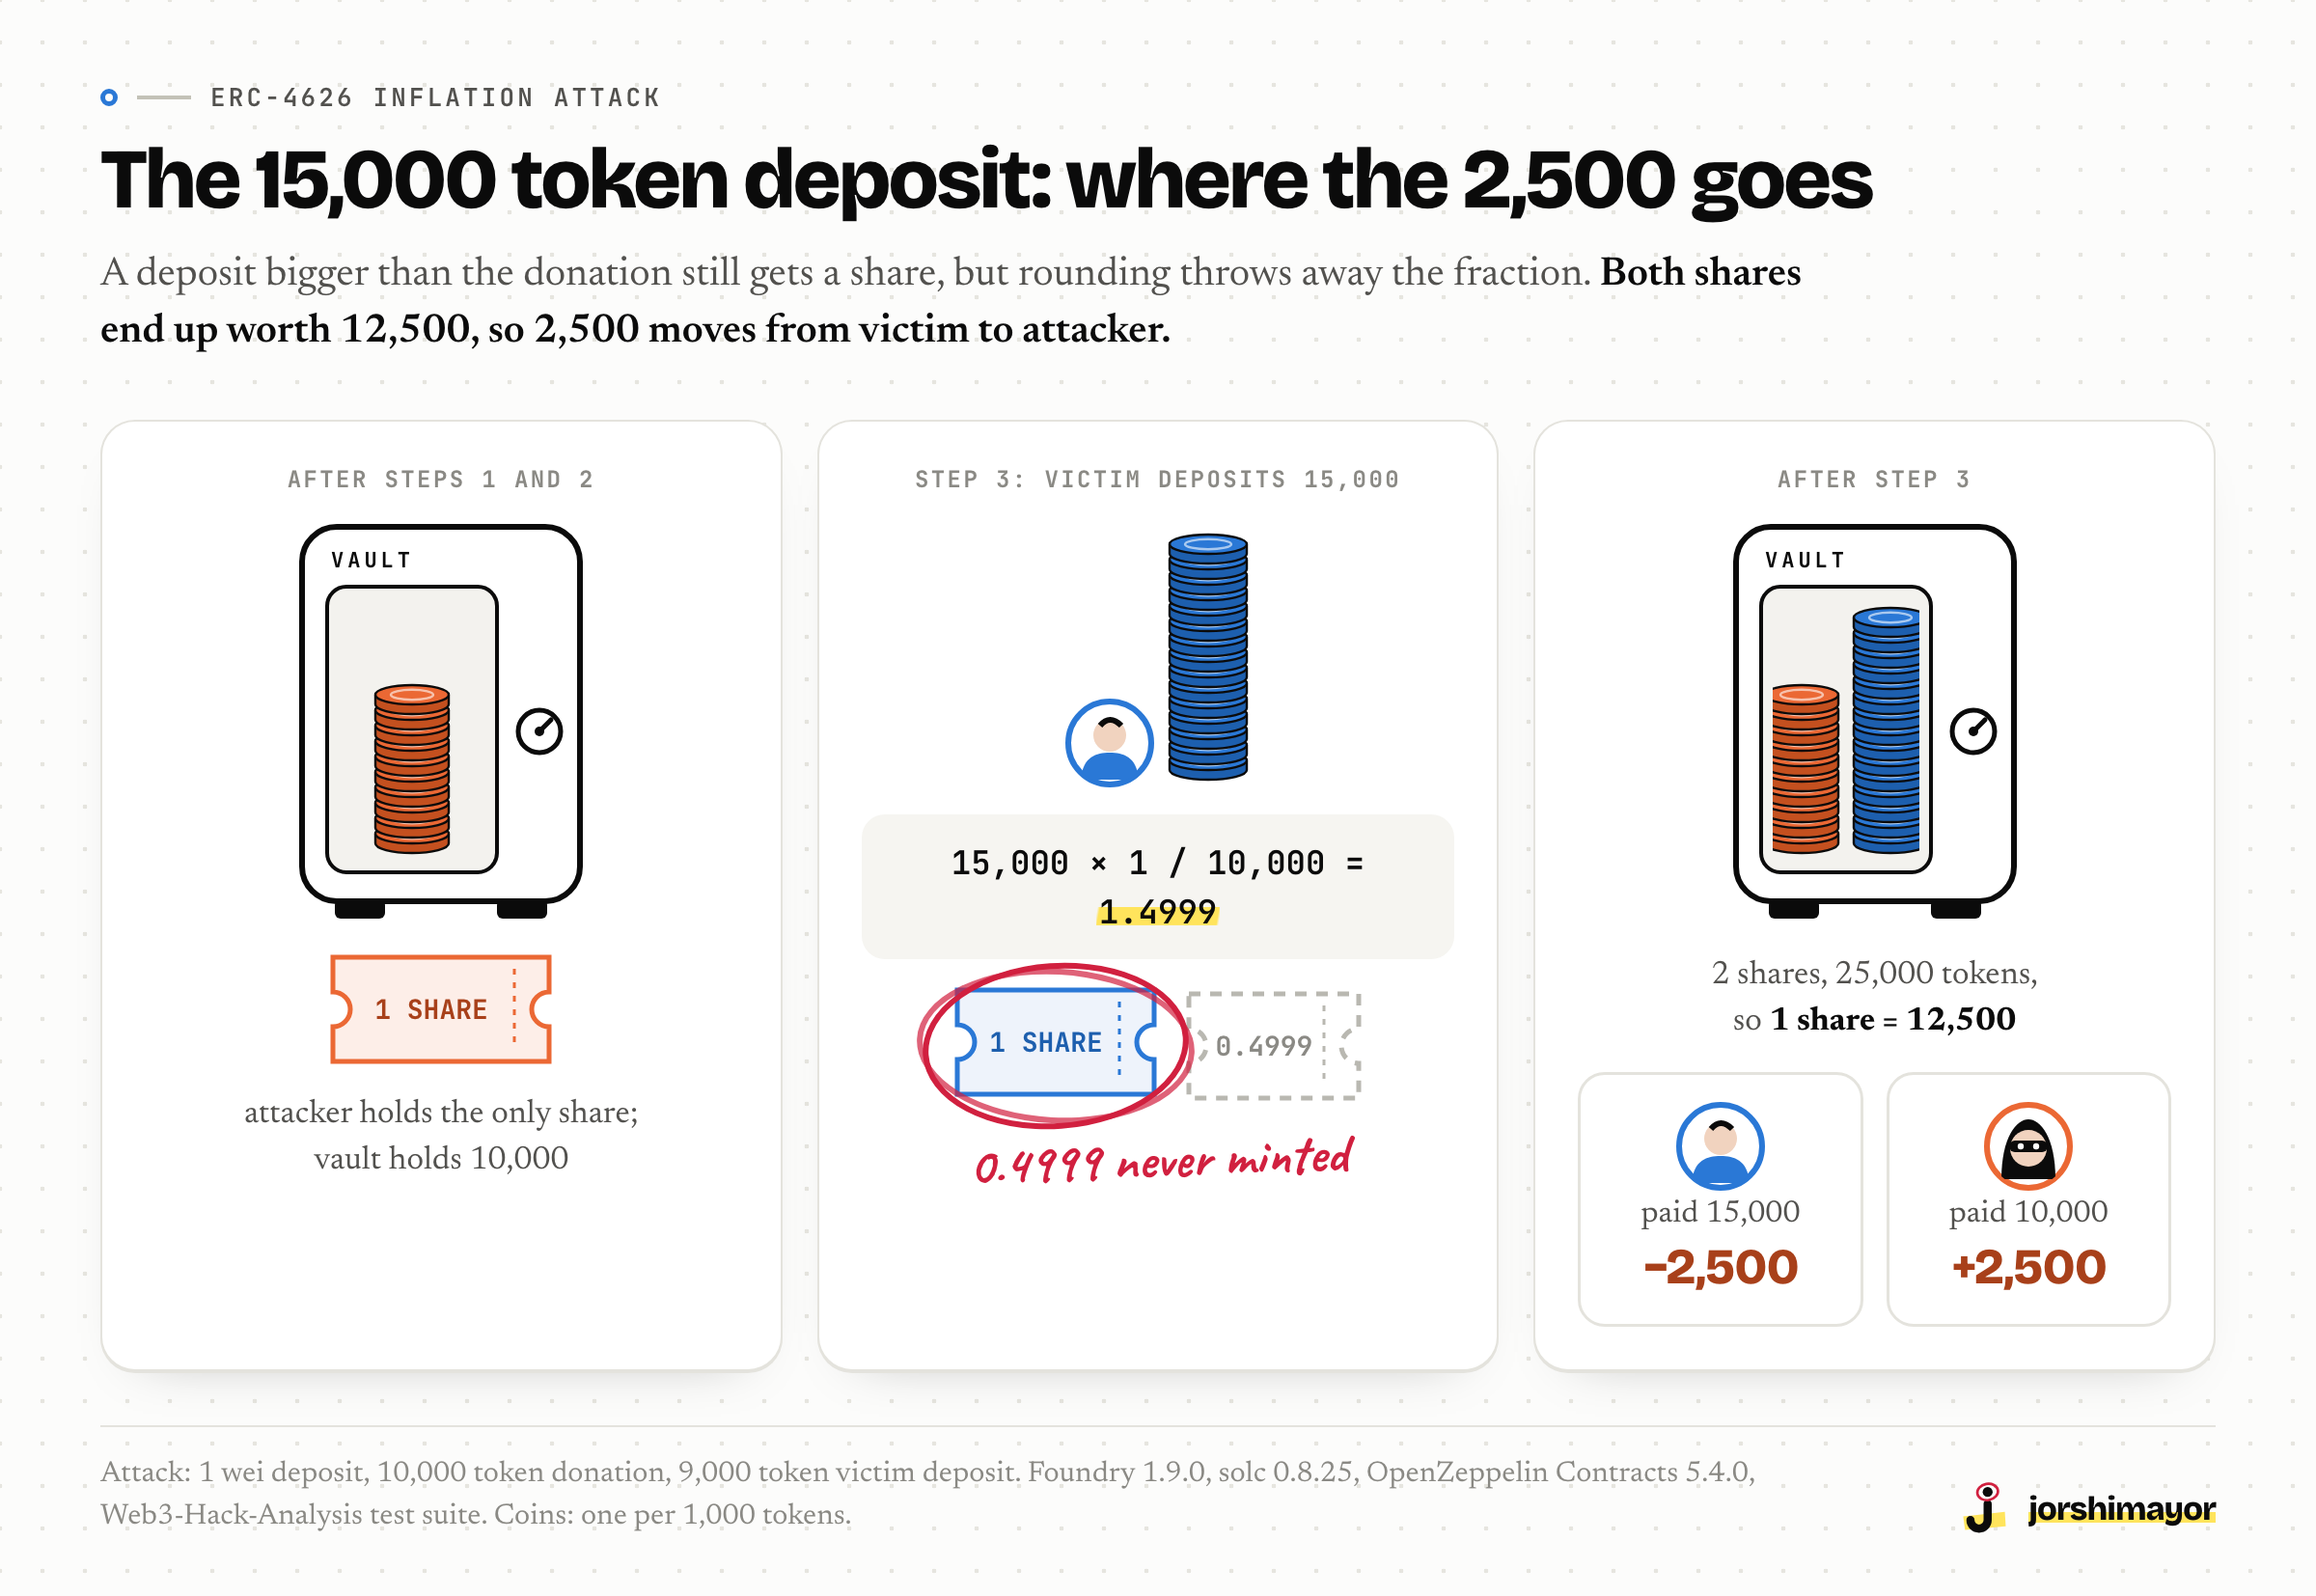 ERC-4626 INFLATION ATTACK
The 15,000 token deposit: where the 2,500 goes
A deposit bigger than the donation still gets a share, but rounding throws away the fraction. Both shares
end up worth 12,500, so 2,500 moves from victim to attacker.
AFTER STEPS 1 AND 2
VAULT
1 SHARE
attacker holds the only share;
vault holds 10,000
STEP 3: VICTIM DEPOSITS 15,000
15,000 × 1 / 10,000 =
1.4999
1 SHARE
0.4999
0.4999 never minted
AFTER STEP 3
VAULT
2 shares, 25,000 tokens,
so 1 share = 12,500
paid 15,000
−2,500
paid 10,000
+2,500
Attack: 1 wei deposit, 10,000 token donation, 9,000 token victim deposit. Foundry 1.9.0, solc 0.8.25, OpenZeppelin Contracts 5.4.0,
Web3-Hack-Analysis test suite. Coins: one per 1,000 tokens.
jorshimayor